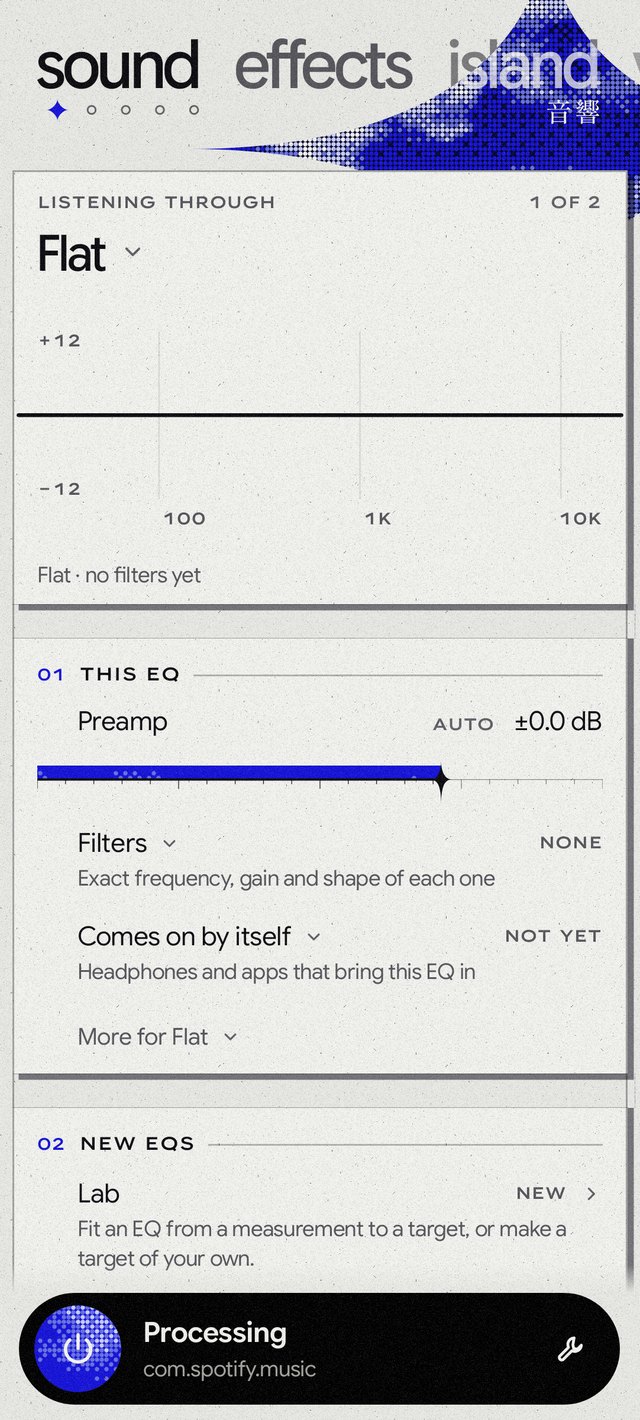 sound effects island
音響
LISTENING THROUGH 1 OF 2
Flat
+12
−12
100 1K 10K
Flat · no filters yet
01 THIS EQ
Preamp AUTO ±0.0 dB
Filters NONE
Exact frequency, gain and shape of each one
Comes on by itself NOT YET
Headphones and apps that bring this EQ in
More for Flat
02 NEW EQS
Lab NEW
Fit an EQ from a measurement to a target, or make a
target of your own.
Processing
com.spotify.music